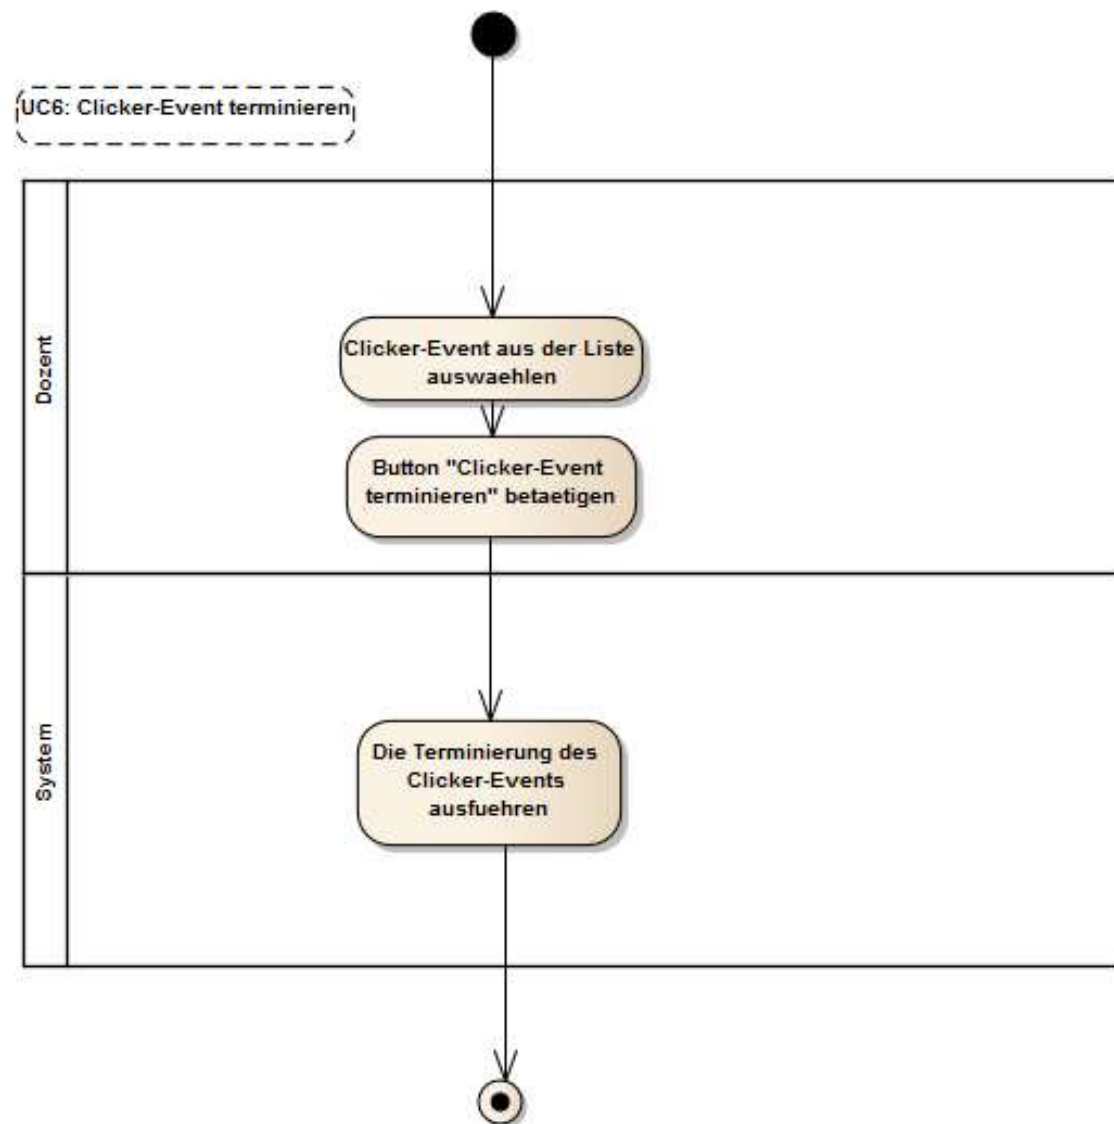 UC6: Clicker-Event terminieren
Dozent
Clicker-Event aus der Liste
auswaehlen
Button "Clicker-Event
terminieren" betaetigen
System
Die Terminierung des
Clicker-Events
ausfuehren